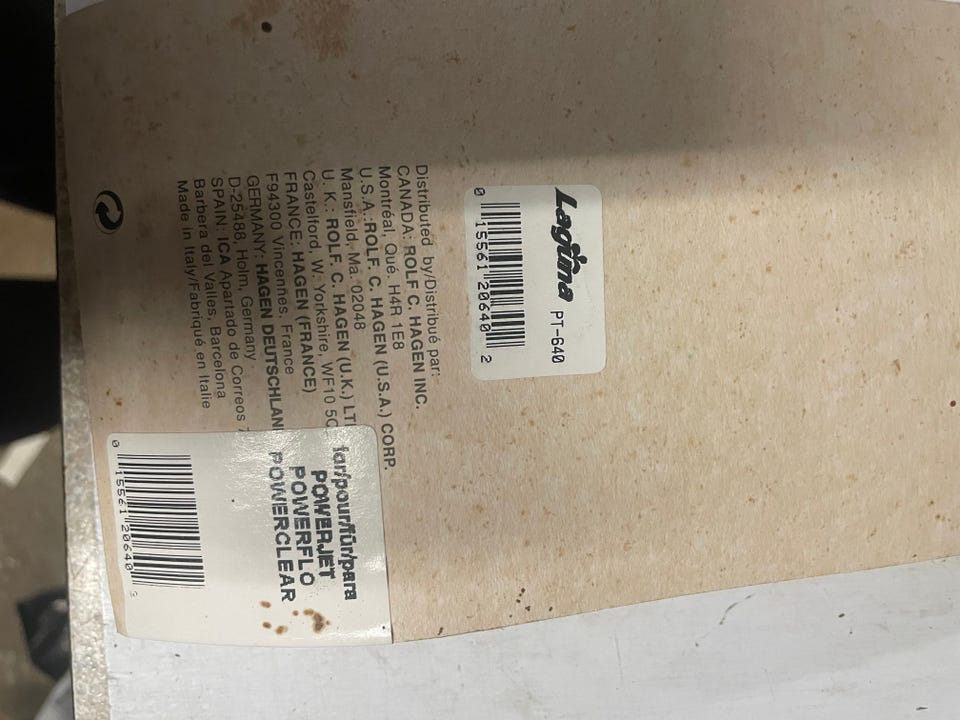 Laguna PT-640
0 15561 20640 2
Distributed by/Distribué par:
CANADA: ROLF C. HAGEN INC.
Montréal, Qué. H4R 1E8
U.S.A.:ROLF. C. HAGEN (U.S.A.) CORP.
Mansfield, Ma. 02048
U. K.: ROLF. C. HAGEN (U.K.)
Castelford, W. Yorkshire, WF10
FRANCE: HAGEN (FRANCE)
F94300 Vincennes. France
GERMANY: HAGEN DEUTSCHLAN
D-25488, Holm, Germany
SPAIN: ICA Apartado de Correos
Barbera del Valles, Barcelona
Made in Italy/Fabriqué en Italie
for/pour/für/para
POWERJET
POWERFLO
POWERCLEAR
0 15561 20640